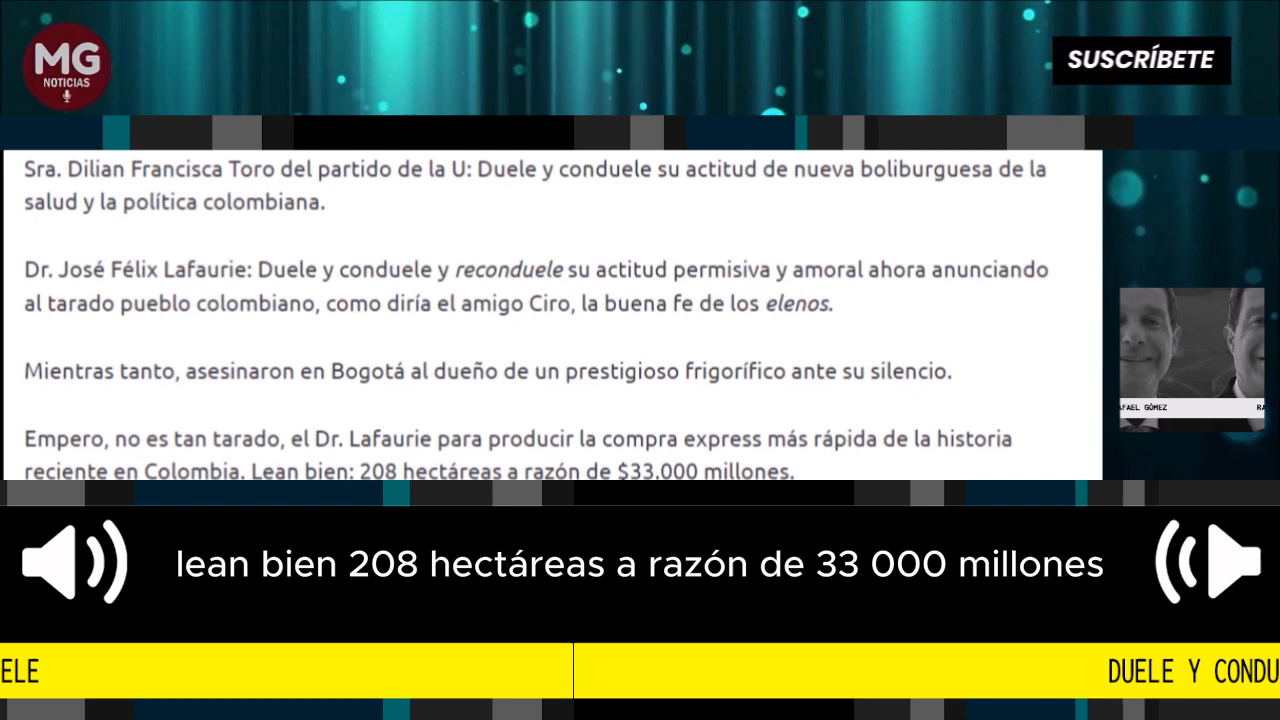 MG
NOTICIAS
SUSCRÍBETE
Sra. Dilian Francisca Toro del partido de la U: Duele y conduele su actitud de nueva boliburguesa de la
salud y la política colombiana.
Dr. José Félix Lafaurie: Duele y conduele y reconduele su actitud permisiva y amoral ahora anunciando
al tarado pueblo colombiano, como diría el amigo Ciro, la buena fe de los elenos.
Mientras tanto, asesinaron en Bogotá al dueño de un prestigioso frigorífico ante su silencio.
Empero, no es tan tarado, el Dr. Lafaurie para producir la compra express más rápida de la historia
reciente en Colombia. Lean bien: 208 hectáreas a razón de $33.000 millones.
AFAEL GÓMEZ
RA
lean bien 208 hectáreas a razón de 33 000 millones
ELE
DUELE Y CONDU